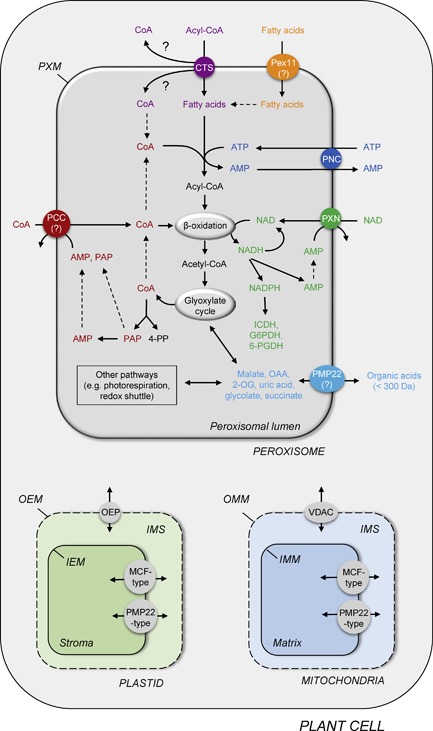 CoA Acyl-CoA Fatty acids
?
PXM
CTS
Pex11
(?)
?
CoA Fatty acids Fatty acids
CoA
ATP ATP
PNC
AMP AMP
Acyl-CoA
PCC
(?)
PXN
CoA CoA β-oxidation NAD NAD
NADH AMP
AMP, PAP
Acetyl-CoA
NADPH AMP
CoA
Glyoxylate
cycle
ICDH,
G6PDH,
6-PGDH
AMP PAP 4-PP
Other pathways
(e.g. photorespiration,
redox shuttle)
Malate, OAA,
2-OG, uric acid,
glycolate, succinate
PMP22
(?)
Organic acids
(< 300 Da)
Peroxisomal lumen
PEROXISOME
OEM
OEP
IMS
IEM
MCF-
type
PMP22
-type
Stroma
PLASTID
OMM
VDAC
IMS
IMM
MCF-
type
PMP22
-type
Matrix
MITOCHONDRIA
PLANT CELL